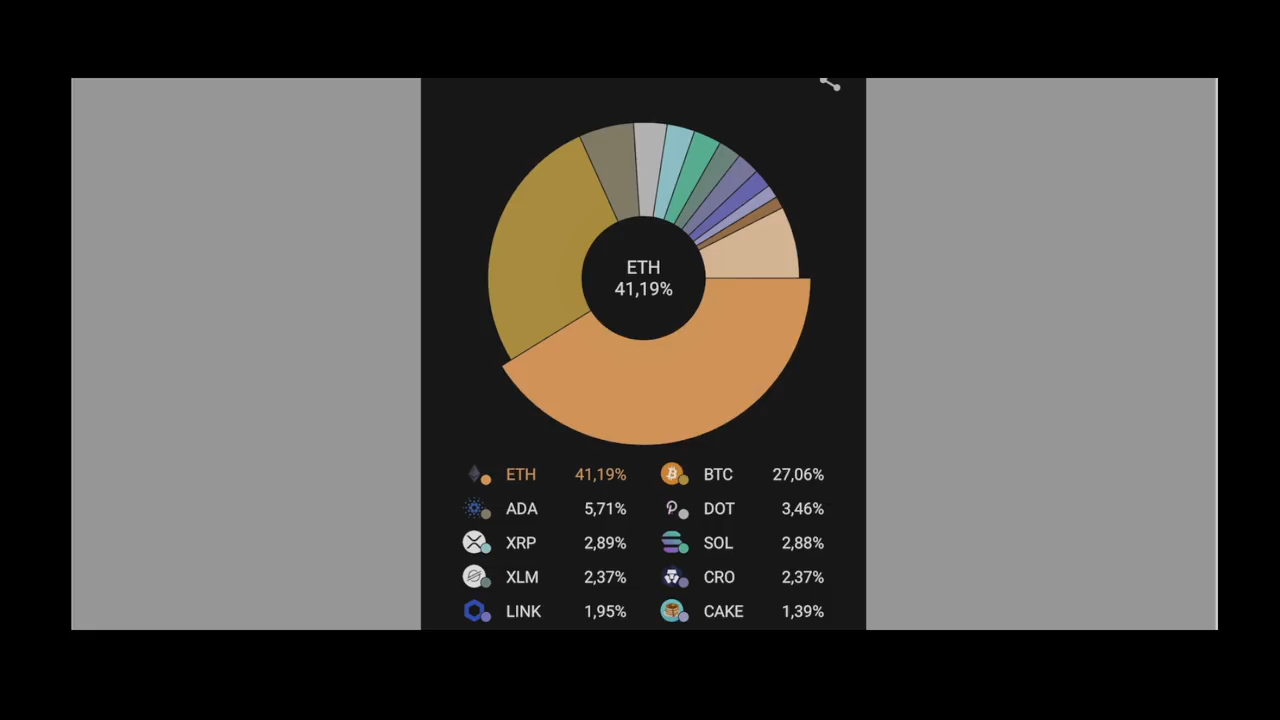 ETH
41,19%
ETH 41,19% BTC 27,06%
ADA 5,71% DOT 3,46%
XRP 2,89% SOL 2,88%
XLM 2,37% CRO 2,37%
LINK 1,95% CAKE 1,39%